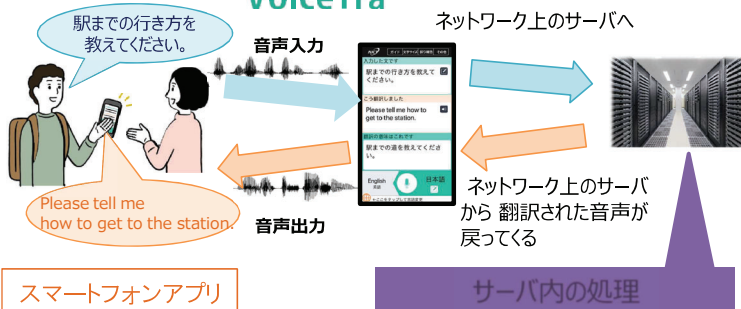 VoiceTra
駅までの行き方を
教えてください。
音声入力
ネットワーク上のサーバへ
入力した文です
駅までの行き方を教えて
ください。
こう翻訳しました
Please tell me how to
get to the station.
翻訳の意味はこれです
駅までの道を教えてくださ
い。
English
英語
日本語
Please tell me
how to get to the station.
音声出力
ネットワーク上のサーバ
から 翻訳された音声が
戻ってくる
スマートフォンアプリ
サーバ内の処理